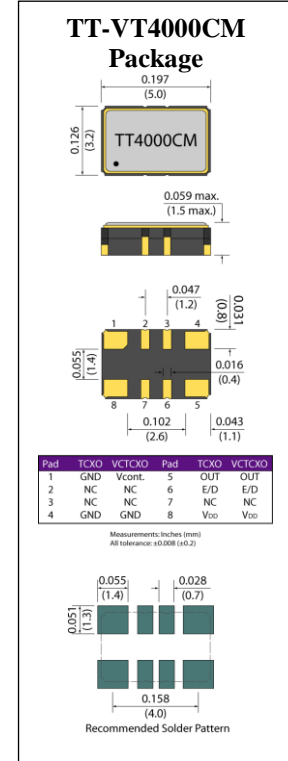 TT-VT4000CM
Package
0.197
(5.0)
0.126
(3.2)
TT4000CM
0.059 max.
(1.5 max.)
0.047
(1.2)
0.031
(0.8)
1 2 3 4
0.055
(1.4)
0.016
(0.4)
8 7 6 5
0.102
(2.6)
0.043
(1.1)
Pad TCXO VCTCXO Pad TCXO VCTCXO
1 GND Vcont. 5 OUT OUT
2 NC NC 6 E/D E/D
3 NC NC 7 NC NC
4 GND GND 8 VDD VDD
Measurements: Inches (mm)
All tolerance: ±0.008 (±0.2)
0.055
(1.4)
0.028
(0.7)
0.051
(1.3)
0.158
(4.0)
Recommended Solder Pattern